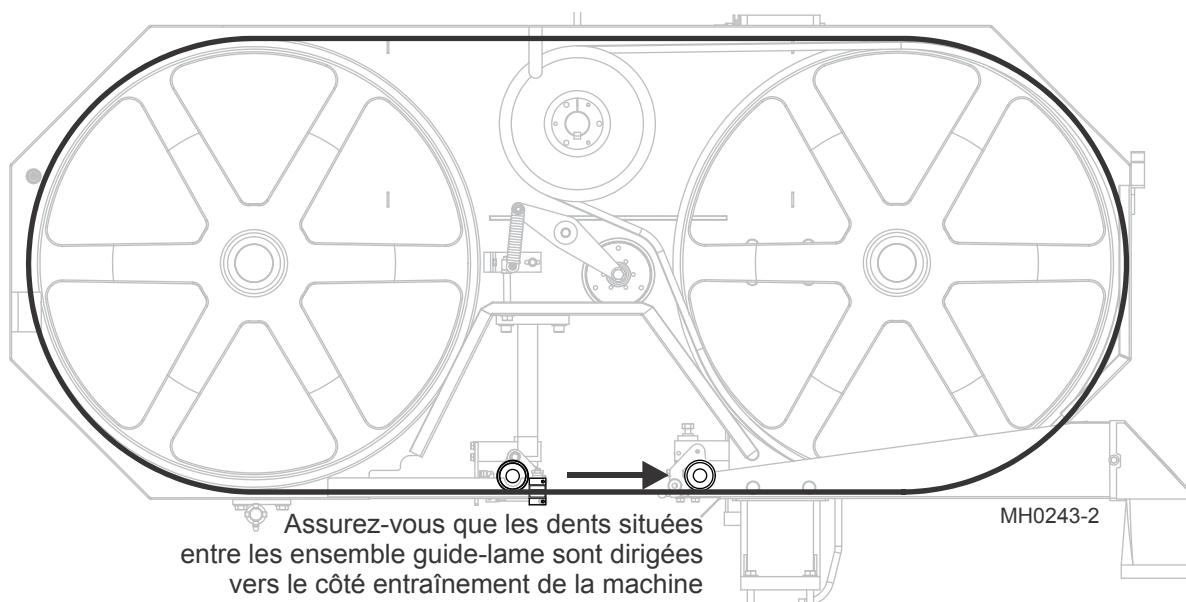 Assurez-vous que les dents situées
entre les ensemble guide-lame sont dirigées
vers le côté entraînement de la machine
MH0243-2